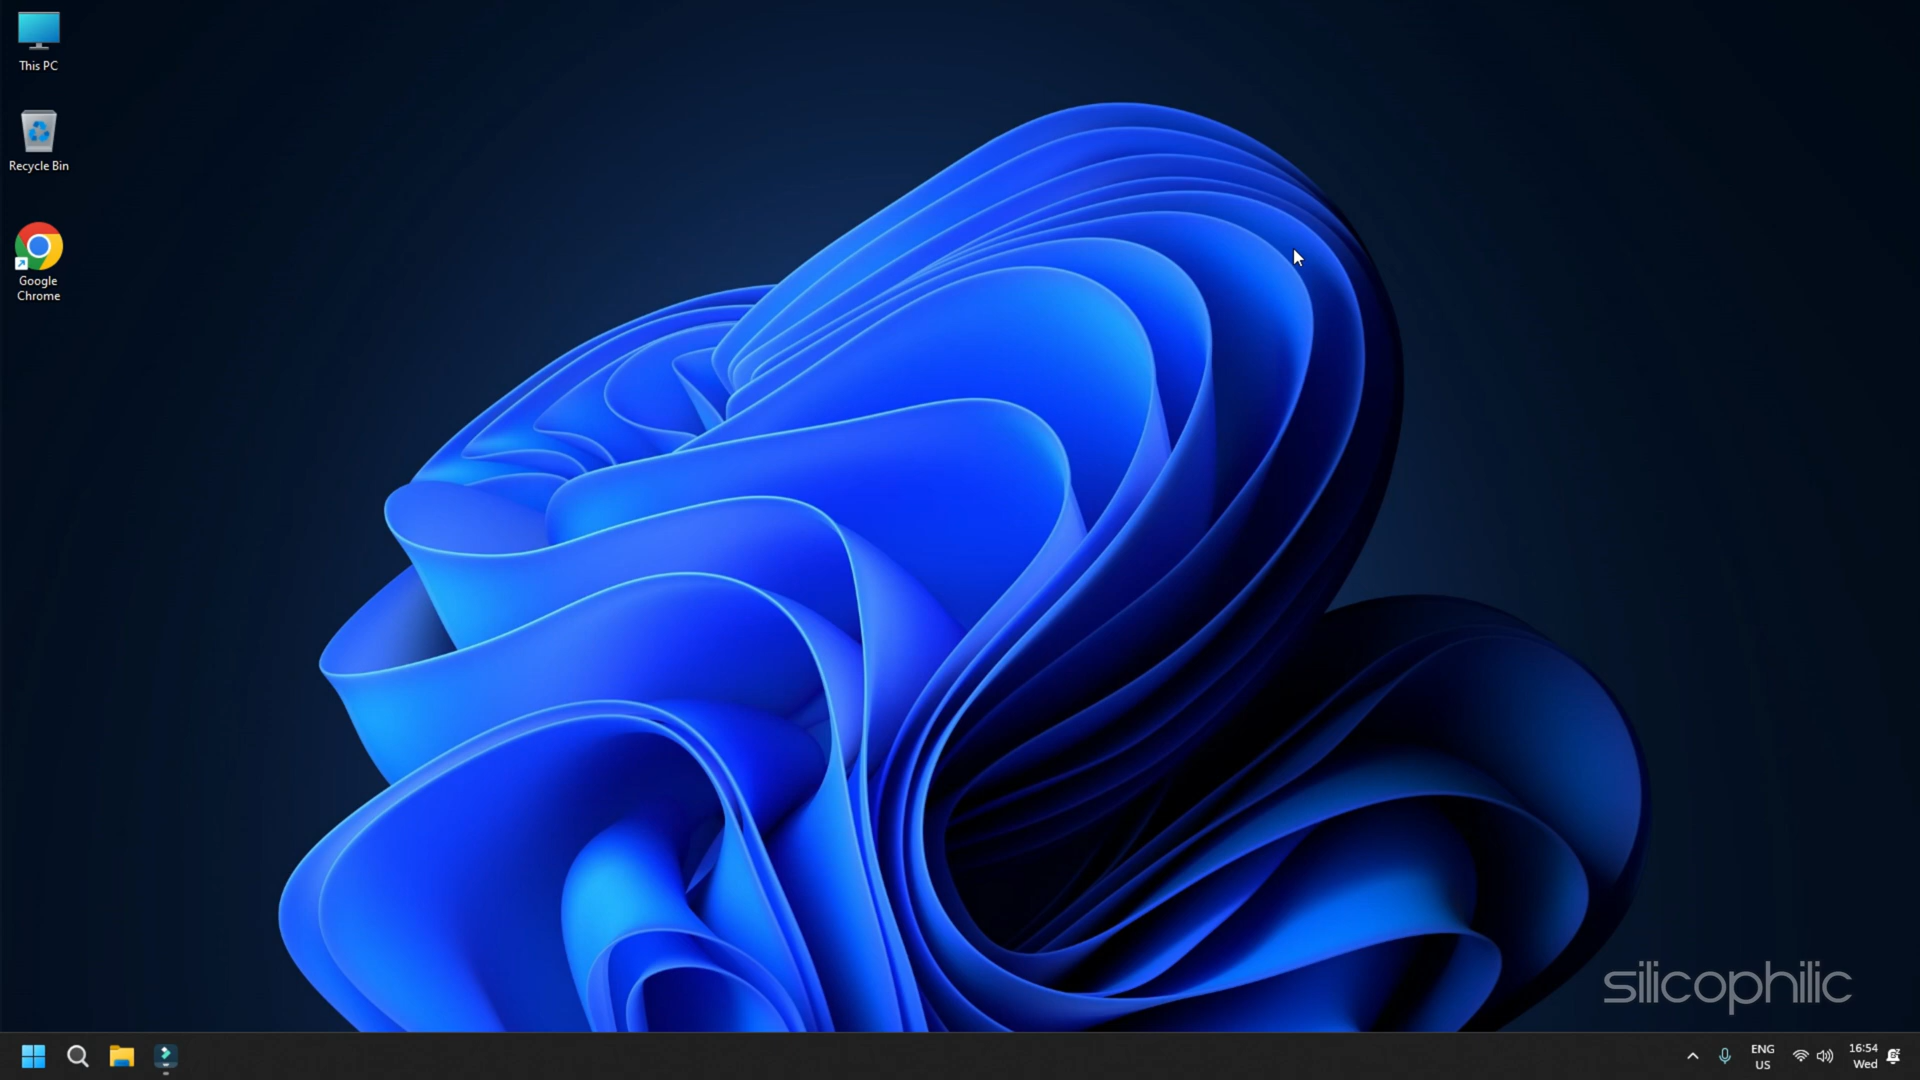 This PC
Recycle Bin
Google
Chrome
silicophilic
ENG
US
16:54
Wed